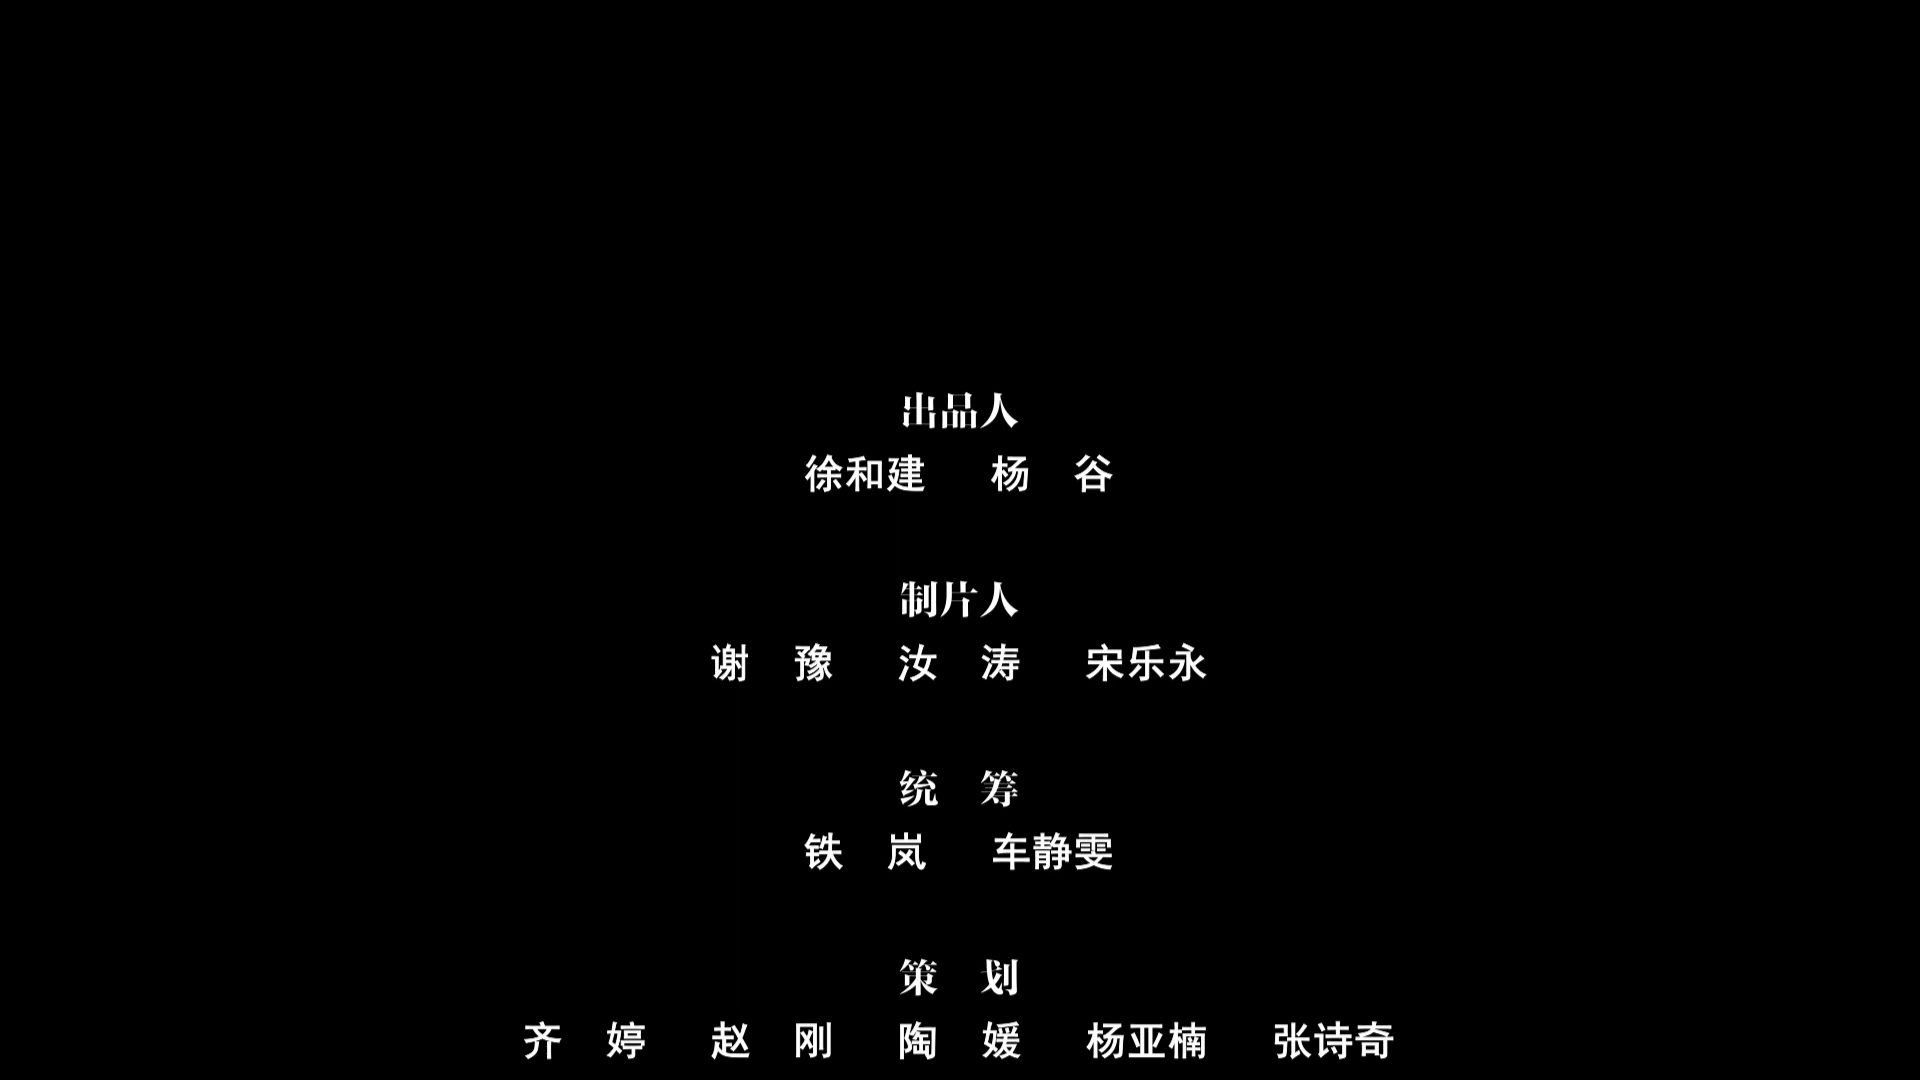 出品人
徐和建 杨 谷
制片人
谢 豫 汝 涛 宋乐永
统 筹
铁 岚 车静雯
策 划
齐 婷 赵 刚 陶 媛 杨亚楠 张诗奇